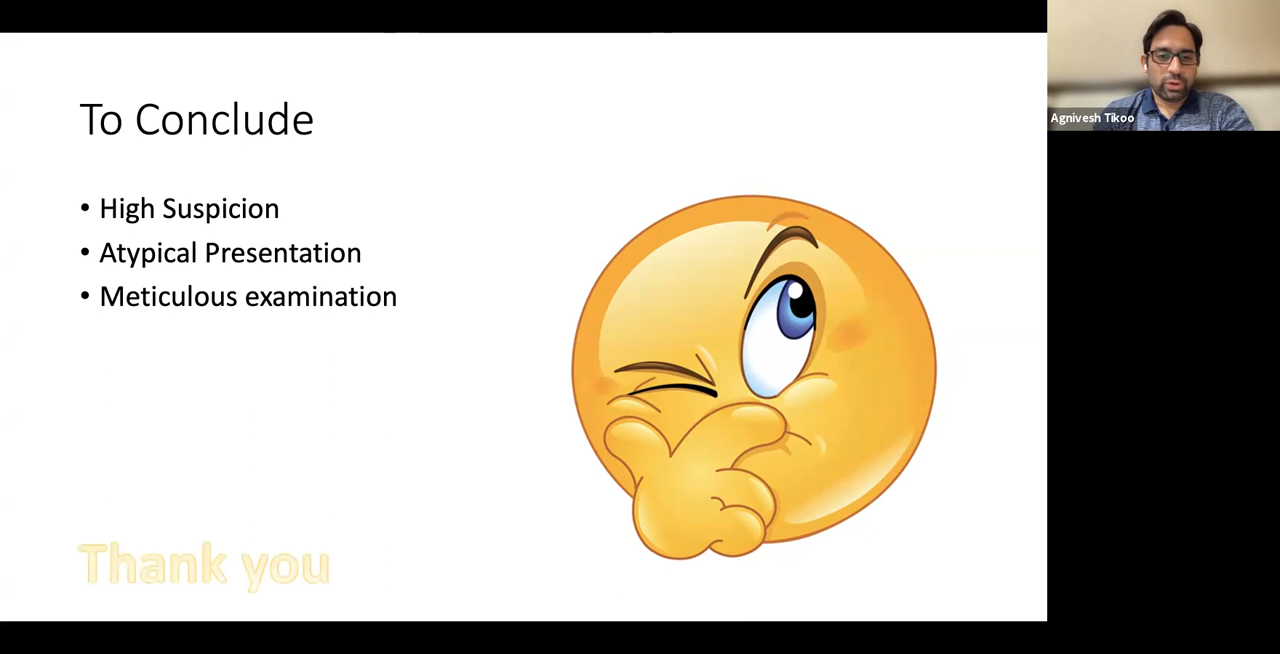 To Conclude
• High Suspicion
• Atypical Presentation
• Meticulous examination
Thank you
Agnivesh Tikoo